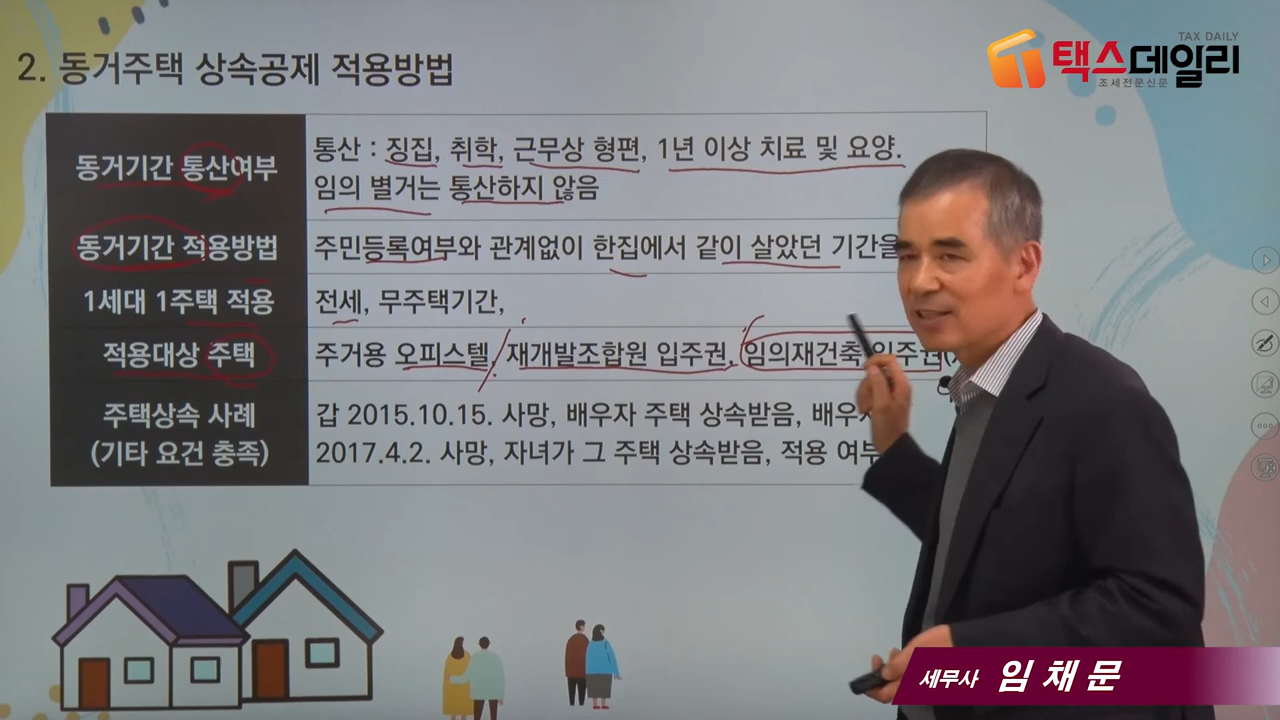 2. 동거주택 상속공제 적용방법
TAX DAILY
택스데일리
조세전문신문
동거기간 통산여부
통산 : 징집, 취학, 근무상 형편, 1년 이상 치료 및 요양.
임의 별거는 통산하지 않음
동거기간 적용방법
주민등록여부와 관계없이 한집에서 같이 살았던 기간을
1세대 1주택 적용
전세, 무주택기간,
적용대상 주택
주거용 오피스텔, 재개발조합원 입주권, 임의재건축 입주권(
주택상속 사례
(기타 요건 충족)
갑 2015.10.15. 사망, 배우자 주택 상속받음, 배우자
2017.4.2. 사망, 자녀가 그 주택 상속받음, 적용 여부
세무사 임채문